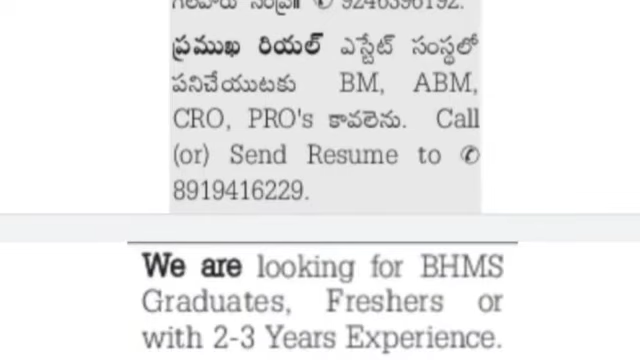 ప్రముఖ రియల్ ఎస్టేట్ సంస్థలో
పనిచేయుటకు BM, ABM,
CRO, PRO's కావలెను. Call
(or) Send Resume to ✆
8919416229.
We are looking for BHMS
Graduates, Freshers or
with 2-3 Years Experience.